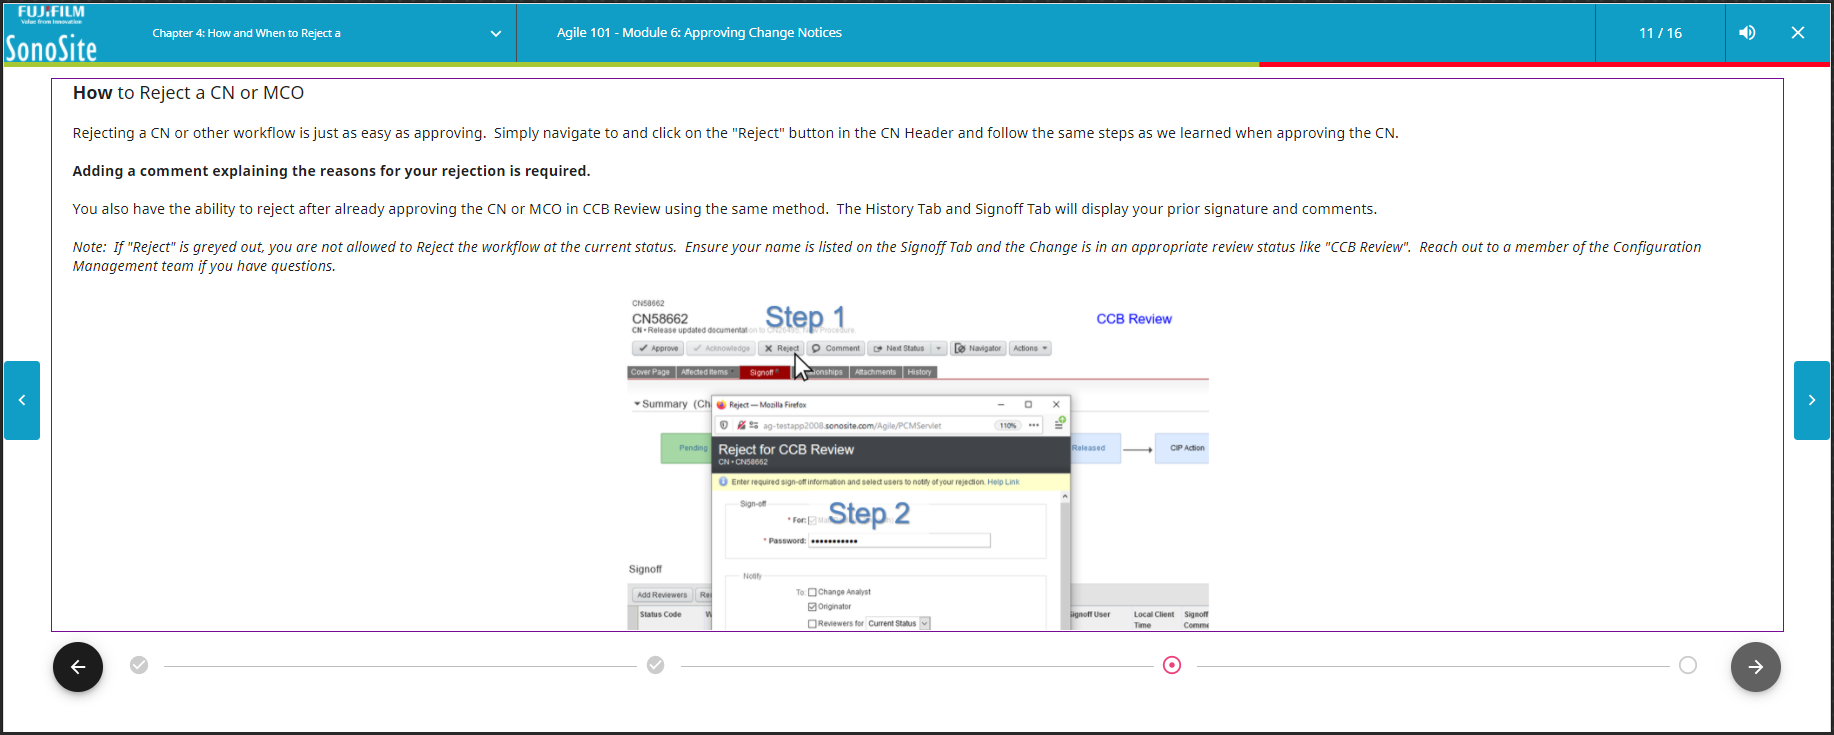 FUJIFILM
Value from Innovation
SonoSite
Chapter 4: How and When to Reject a
Agile 101 - Module 6: Approving Change Notices
11 / 16
How to Reject a CN or MCO
Rejecting a CN or other workflow is just as easy as approving.  Simply navigate to and click on the "Reject" button in the CN Header and follow the same steps as we learned when approving the CN.
Adding a comment explaining the reasons for your rejection is required.
You also have the ability to reject after already approving the CN or MCO in CCB Review using the same method.  The History Tab and Signoff Tab will display your prior signature and comments.
Note:  If "Reject" is greyed out, you are not allowed to Reject the workflow at the current status.  Ensure your name is listed on the Signoff Tab and the Change is in an appropriate review status like "CCB Review".  Reach out to a member of the Configuration
Management team if you have questions.
CN58662
CN58662
Step 1
CCB Review
CN • Release updated documentation to
Procedure.
Approve Acknowledge Reject Comment Next Status Navigator Actions
Cover Page Affected Items Signoff onships Attachments History
Summary (Ch
Reject — Mozilla Firefox
ag-testapp2008.sonosite.com/Agile/PCMServlet 110%
Pending
Reject for CCB Review
CN • CN58662
Released
CIP Action
Enter required sign-off information and select users to notify of your rejection. Help Link
Sign-off
Step 2
* For:
* Password:
Signoff
Notify
To: Change Analyst
Add Reviewers Re
Originator
Status Code W
Reviewers for Current Status
ignoff User Local Client Time Signoff Comme